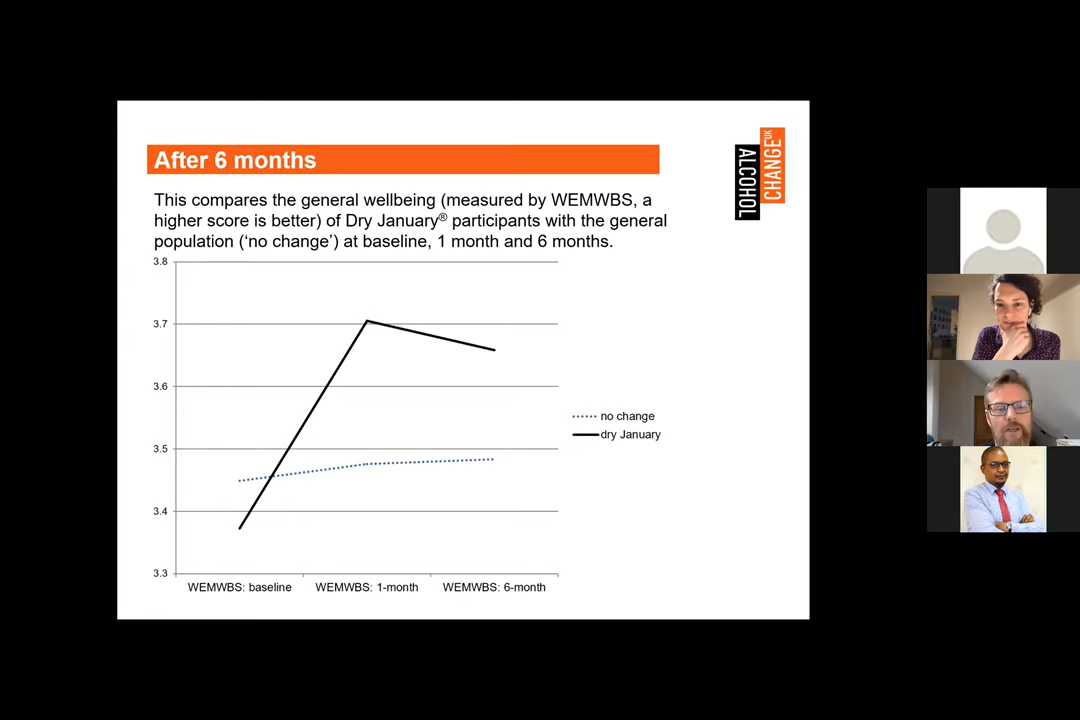 After 6 months
ALCOHOL
CHANGE UK
This compares the general wellbeing (measured by WEMWBS, a
higher score is better) of Dry January® participants with the general
population (‘no change’) at baseline, 1 month and 6 months.
3.8
3.7
3.6
3.5
3.4
3.3
no change
dry January
WEMWBS: baseline
WEMWBS: 1-month
WEMWBS: 6-month